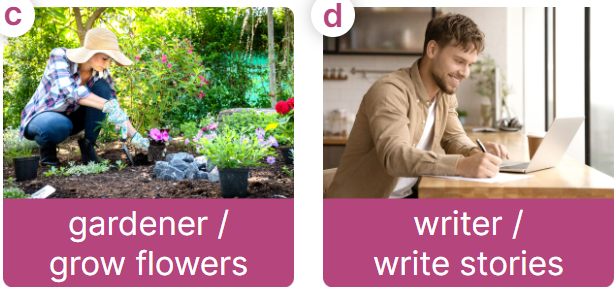 c
gardener /
grow flowers
d
writer /
write stories